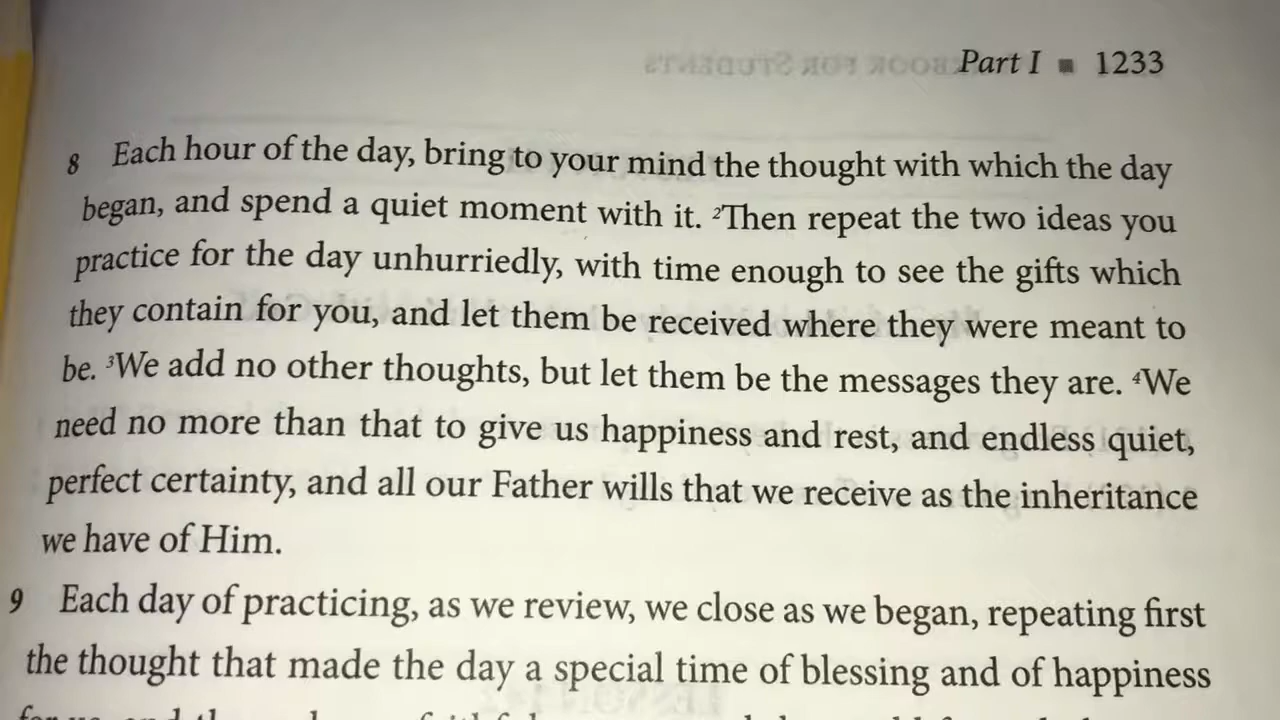 Part I ■ 1233
8 Each hour of the day, bring to your mind the thought with which the day
began, and spend a quiet moment with it. ²Then repeat the two ideas you
practice for the day unhurriedly, with time enough to see the gifts which
they contain for you, and let them be received where they were meant to
be. ³We add no other thoughts, but let them be the messages they are. ⁴We
need no more than that to give us happiness and rest, and endless quiet,
perfect certainty, and all our Father wills that we receive as the inheritance
we have of Him.
9 Each day of practicing, as we review, we close as we began, repeating first
the thought that made the day a special time of blessing and of happiness